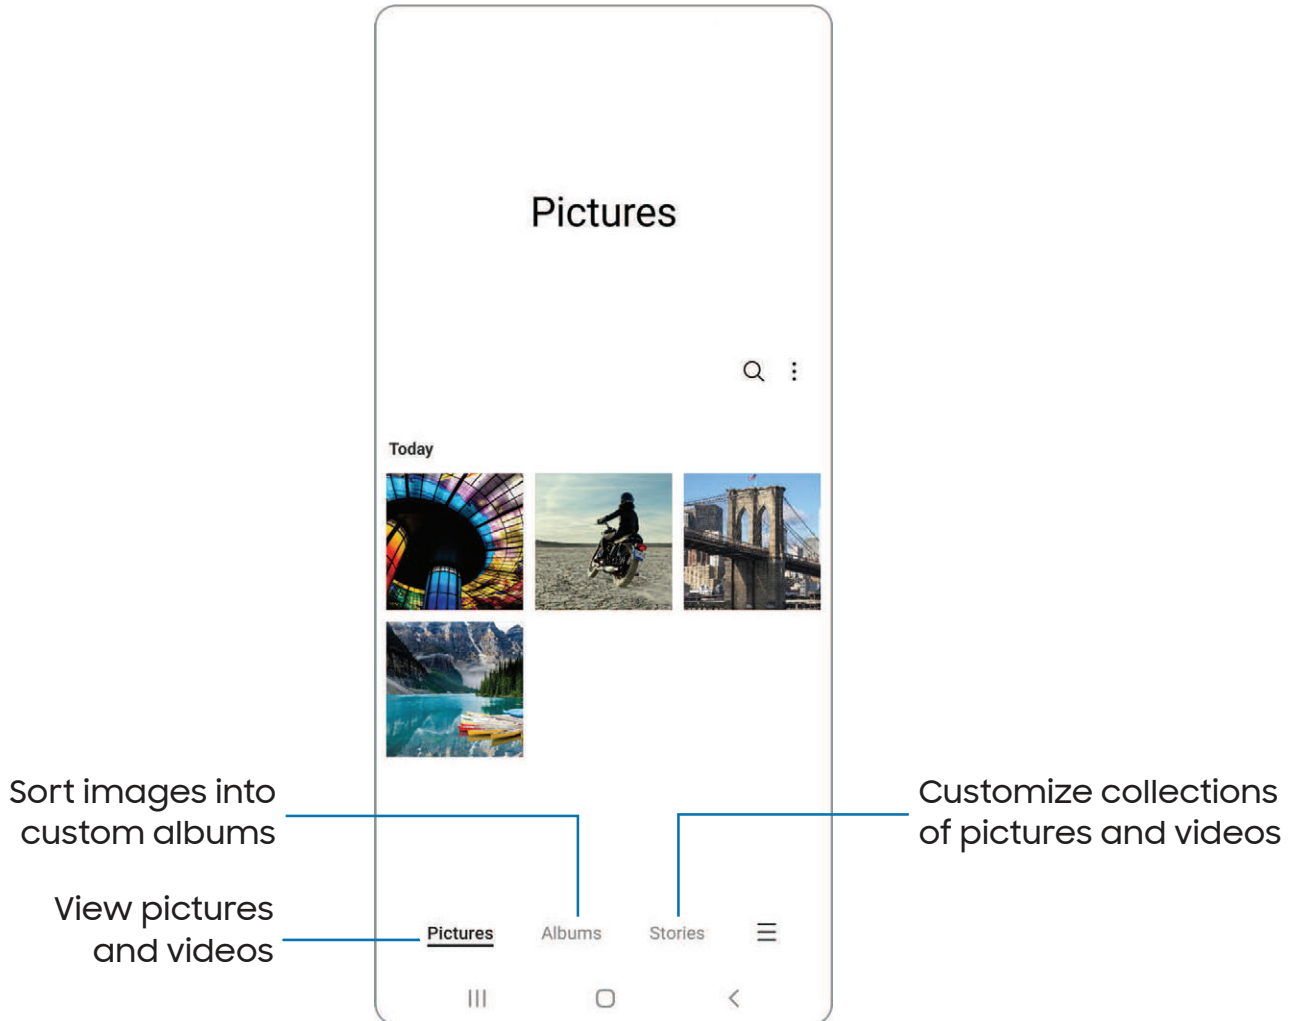 Pictures
Today
Sort images into
custom albums
Customize collections
of pictures and videos
View pictures
and videos
Pictures Albums Stories